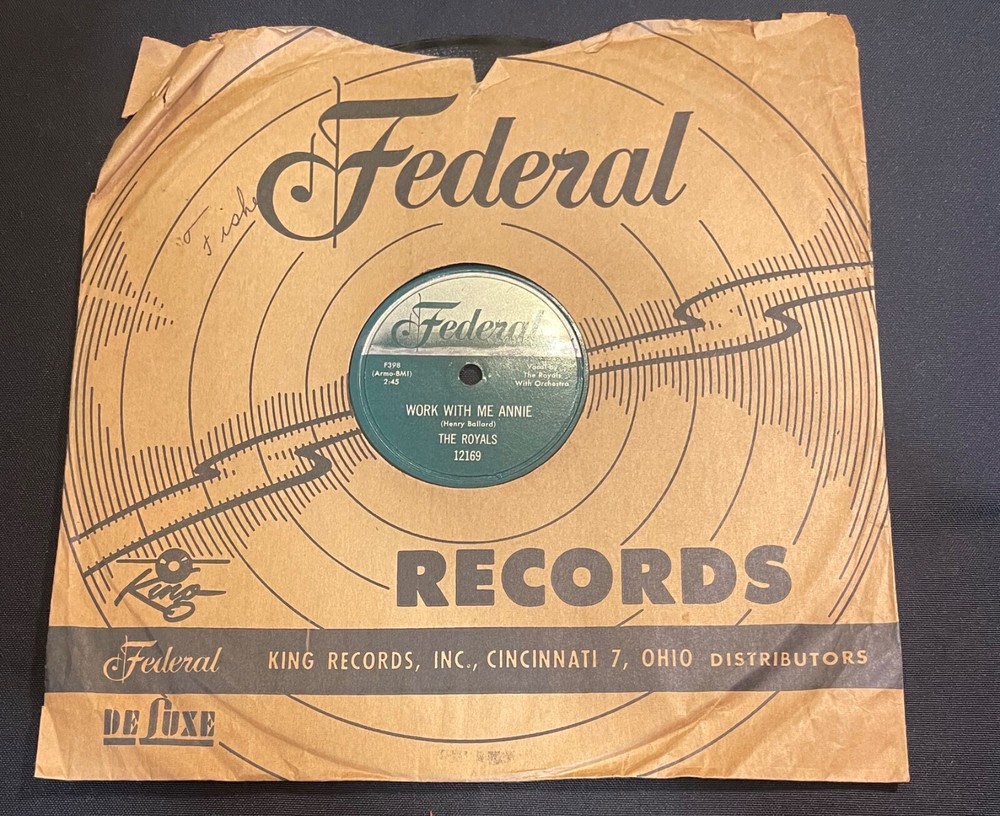 Federal
Fishe
Federal
F398
(Armo-BMI)
2:45
Vocal by
The Royals
With Orchestra
WORK WITH ME ANNIE
(Henry Ballard)
THE ROYALS
12169
RECORDS
King
Federal KING RECORDS, INC., CINCINNATI 7, OHIO DISTRIBUTORS
DE LUXE